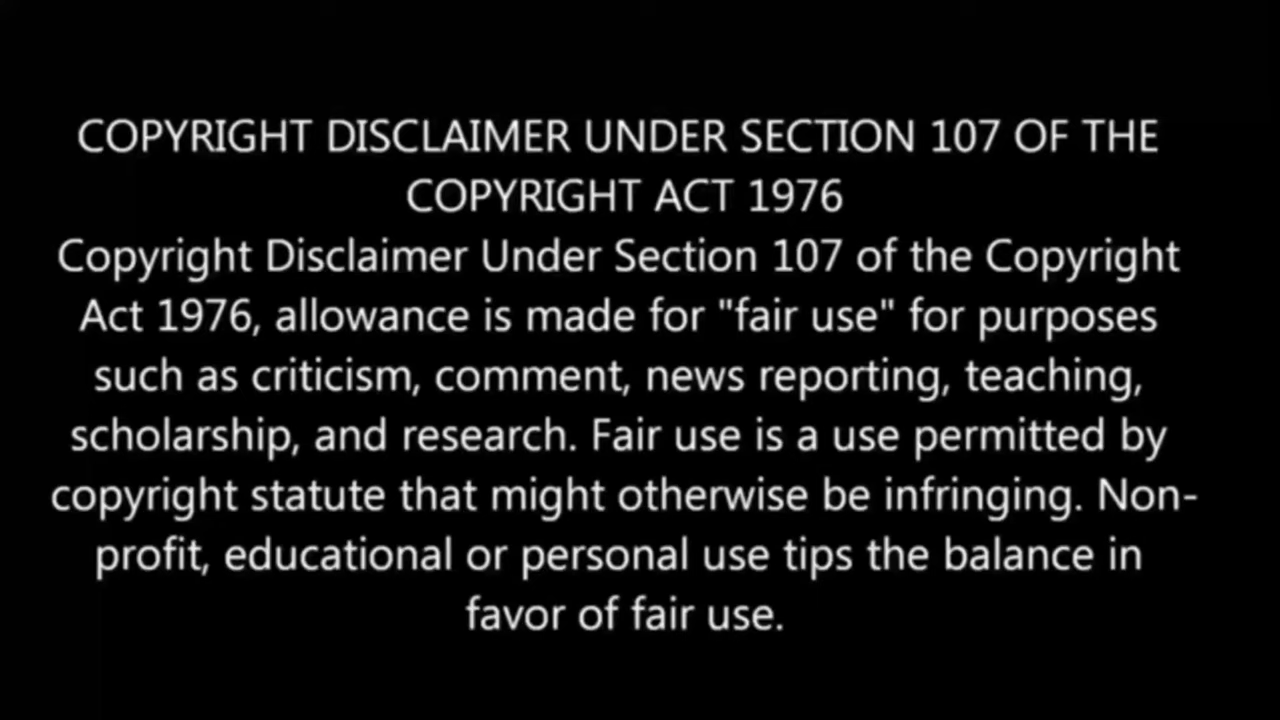 COPYRIGHT DISCLAIMER UNDER SECTION 107 OF THE
COPYRIGHT ACT 1976
Copyright Disclaimer Under Section 107 of the Copyright
Act 1976, allowance is made for "fair use" for purposes
such as criticism, comment, news reporting, teaching,
scholarship, and research. Fair use is a use permitted by
copyright statute that might otherwise be infringing. Non-
profit, educational or personal use tips the balance in
favor of fair use.